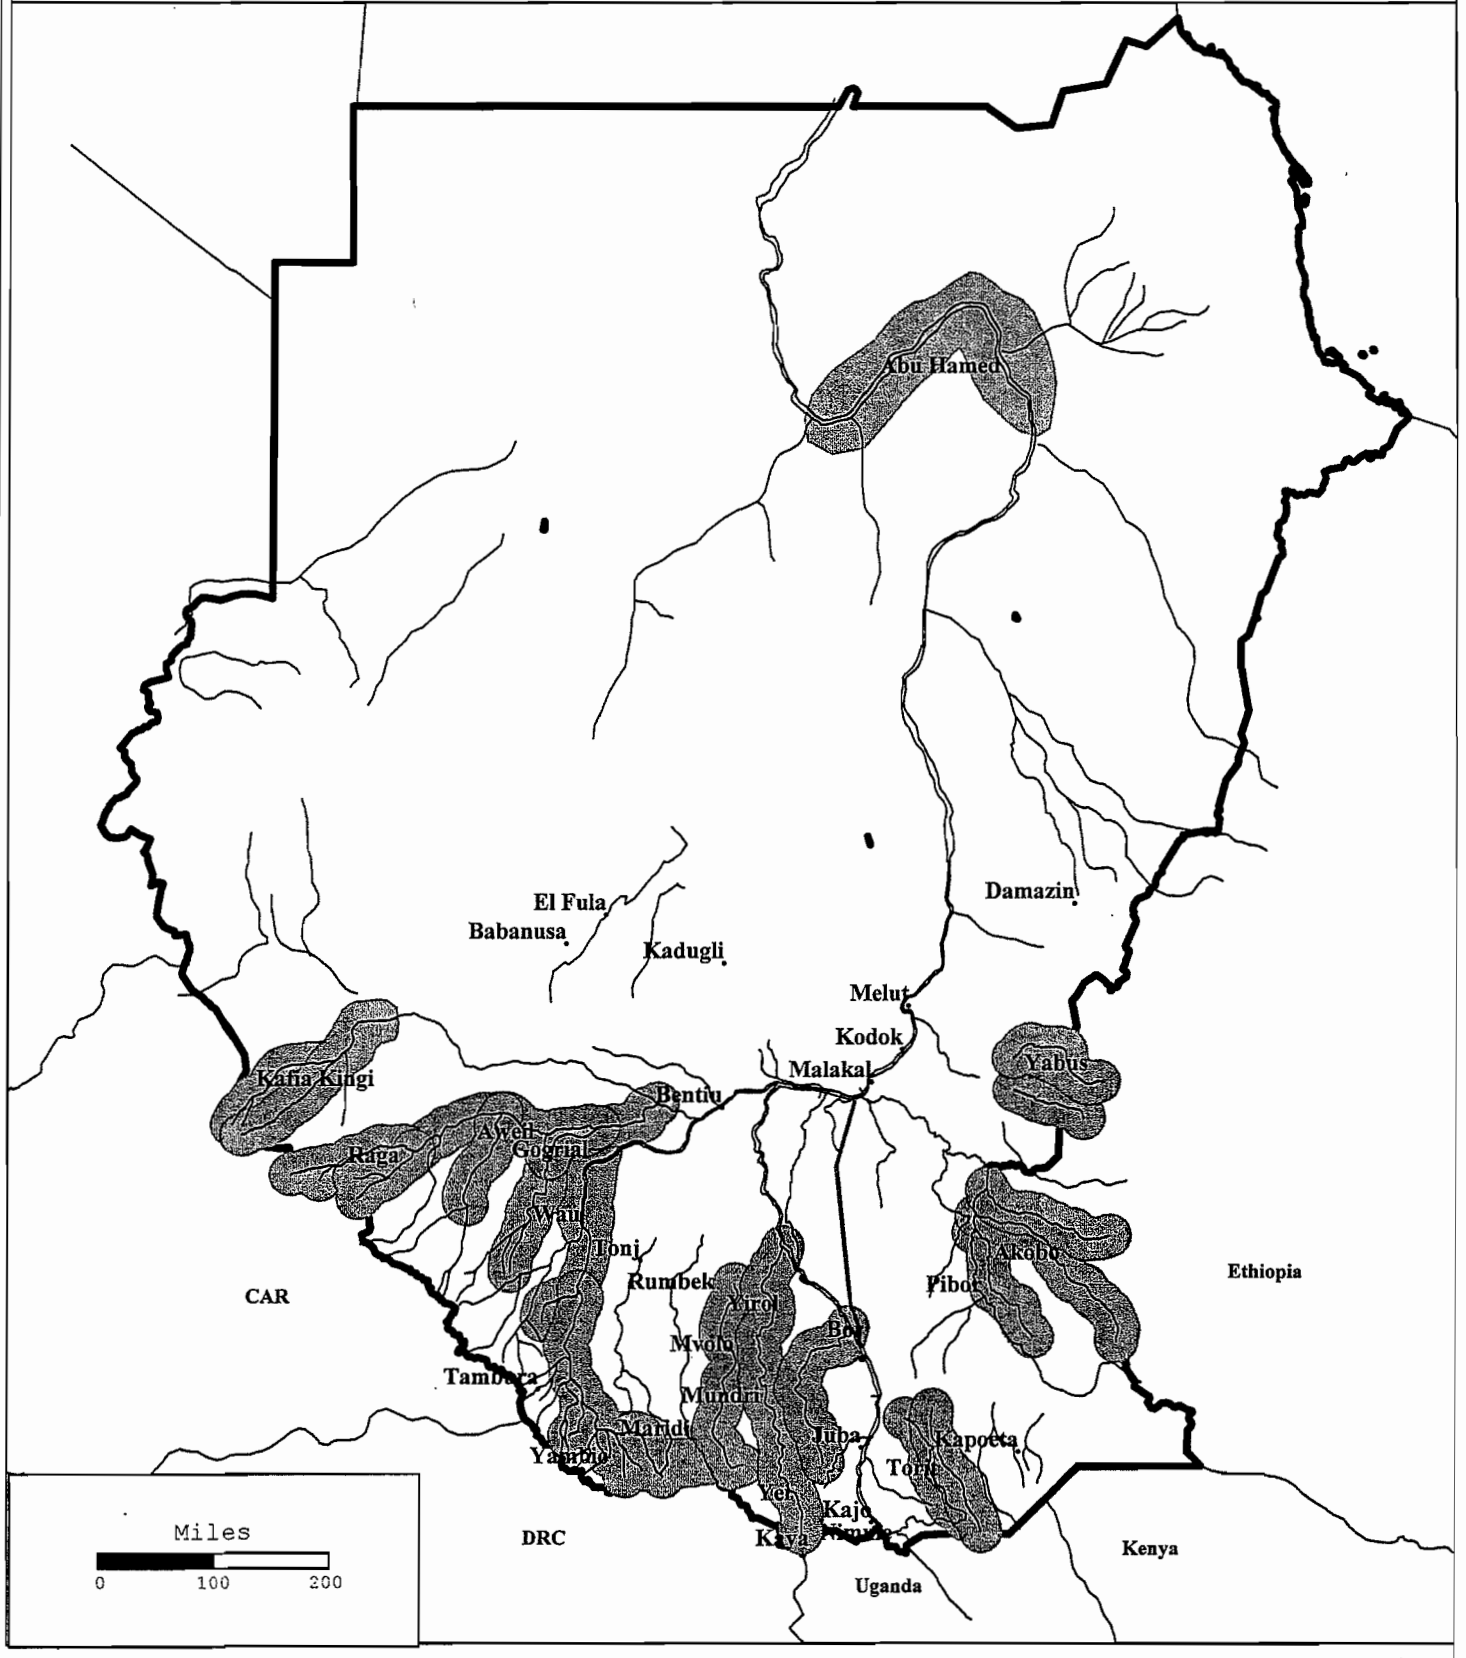 Abu Hamed
Damazin
El Fula
Babanusa
Kadugli
Melut
Kodok
Malakal
Yabus
Kafia Kingi
Bentiu
Aweil
Gogrial
Raga
Wau
Tonj
Akobo
Ethiopia
Rumbek
Pibor
CAR
Yirol
Bor
Mvolo
Tambura
Mundri
Maridi
Juba
Kapoeta
Yambio
Torit
Yei
Kajo
Miles
Kaya
Nimule
DRC
Kenya
0 100 200
Uganda